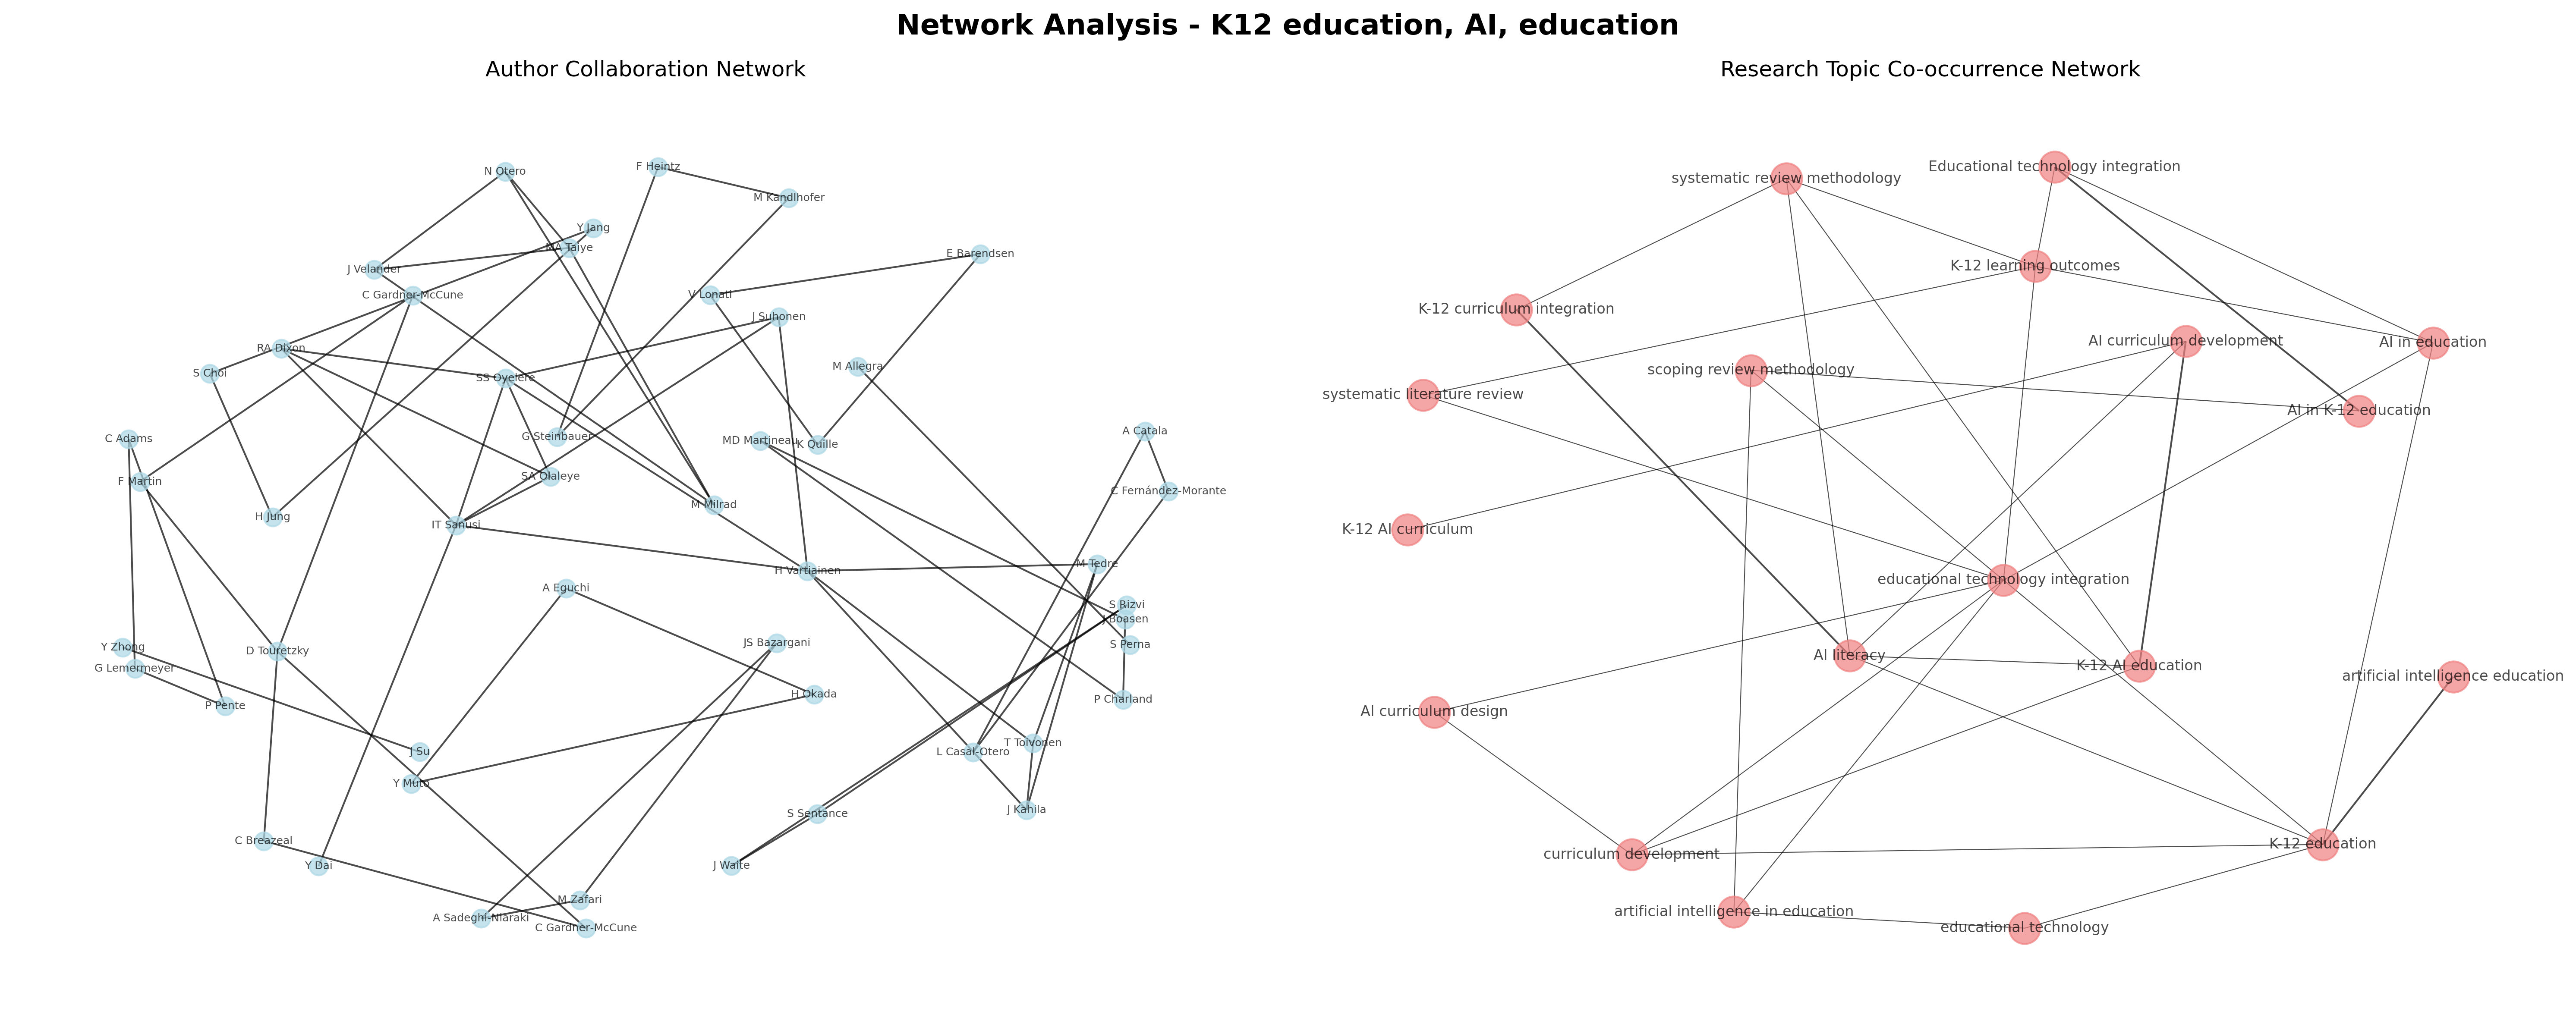 Network Analysis - K12 education, AI, education
Author Collaboration Network
N Otero
F Heintz
M Kandlhofer
Y Jang
MA Taiye
E Barendsen
J Velander
C Gardner-McCune
V Lonati
J Suhonen
RA Dixon
M Allegra
S Choi
SS Oyelere
A Catala
G Steinbauer
C Adams
MD Martineau
K Quille
SA Olaleye
F Martin
C Fernández-Morante
M Milrad
H Jung
IT Sanusi
M Tedre
H Vartiainen
A Eguchi
S Rizvi
J Boasen
JS Bazargani
S Perna
Y Zhong
D Touretzky
G Lemermeyer
H Okada
P Charland
P Pente
T Toivonen
J Su
L Casal-Otero
Y Muto
J Kahila
S Sentance
C Breazeal
Y Dai
J Waite
M Zafari
A Sadeghi-Niaraki
C Gardner-McCune
Research Topic Co-occurrence Network
Educational technology integration
systematic review methodology
K-12 learning outcomes
K-12 curriculum integration
AI curriculum development
AI in education
scoping review methodology
systematic literature review
AI in K-12 education
K-12 AI curriculum
educational technology integration
AI literacy
K-12 AI education
artificial intelligence education
AI curriculum design
K-12 education
curriculum development
artificial intelligence in education
educational technology